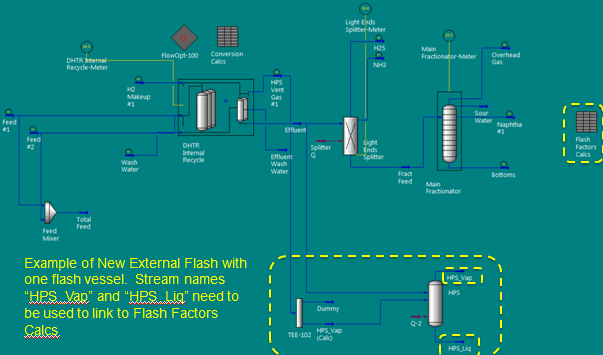 Light Ends
Splitter-Meter
H2S
NH3
Main
Fractionator-Meter
Overhead
Gas
FlowOpt-100
Conversion
Calcs
DHTR Internal
Recycle-Meter
H2
Makeup
#1
HPS
Vent
Gas
#1
Feed
#1
Feed
#2
Effluent
Sour
Water
Naphtha
#1
Flash
Factors
Calcs
DHTR
Internal
Recycle
Wash
Water
Effluent
Wash
Water
Splitter
Q
Light
Ends
Splitter
Fract
Feed
Main
Fractionator
Bottoms
Total
Feed
Feed
Mixer
Example of New External Flash with
one flash vessel. Stream names
“HPS_Vap” and “HPS_Liq” need to
be used to link to Flash Factors
Calcs
HPS_Vap
HPS
Dummy
HPS_Vap
(Calc)
TEE-102
Q-2
HPS_Liq